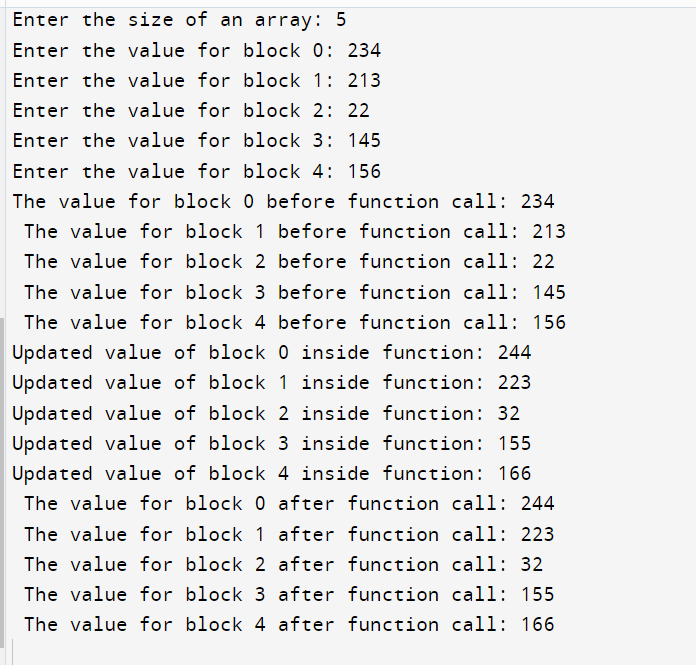 Enter the size of an array: 5
Enter the value for block 0: 234
Enter the value for block 1: 213
Enter the value for block 2: 22
Enter the value for block 3: 145
Enter the value for block 4: 156
The value for block 0 before function call: 234
 The value for block 1 before function call: 213
 The value for block 2 before function call: 22
 The value for block 3 before function call: 145
 The value for block 4 before function call: 156
Updated value of block 0 inside function: 244
Updated value of block 1 inside function: 223
Updated value of block 2 inside function: 32
Updated value of block 3 inside function: 155
Updated value of block 4 inside function: 166
 The value for block 0 after function call: 244
 The value for block 1 after function call: 223
 The value for block 2 after function call: 32
 The value for block 3 after function call: 155
 The value for block 4 after function call: 166